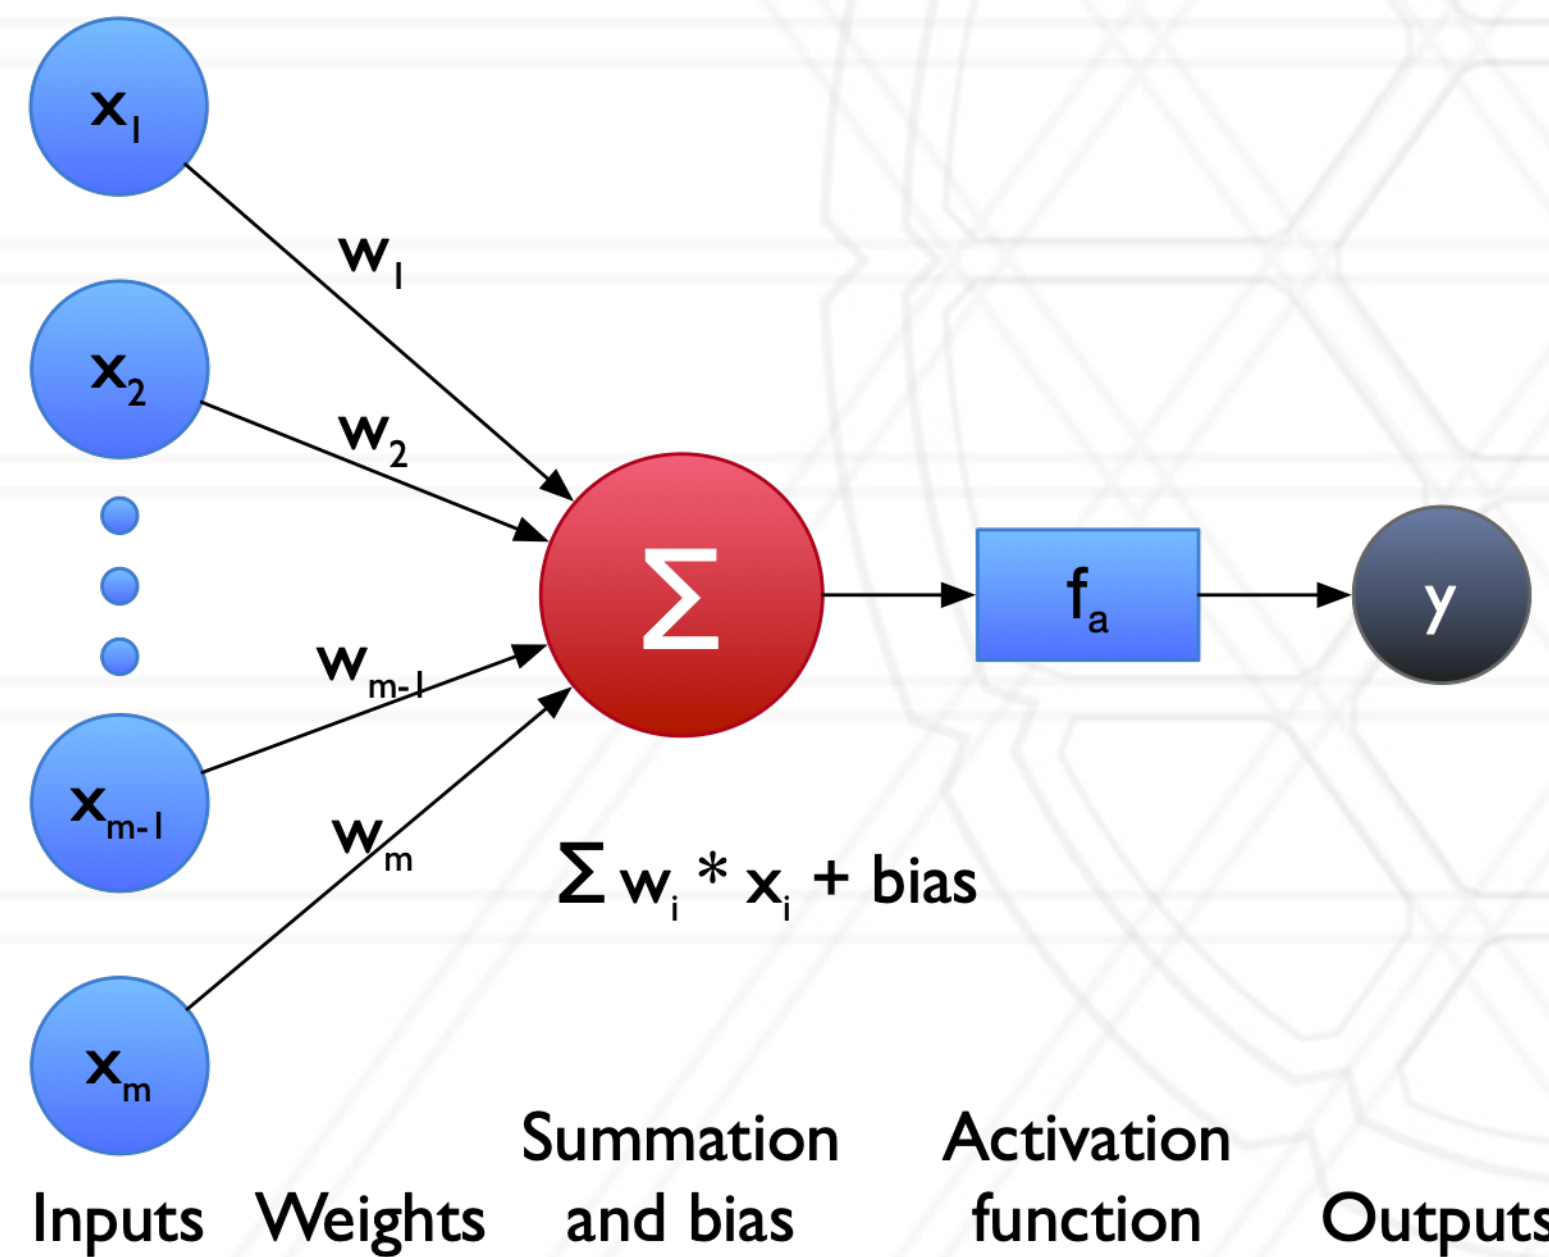 x₁
w₁
x₂
w₂
Σ
fₐ
y
wₘ₋₁
xₘ₋₁
wₘ
Σ wᵢ * xᵢ + bias
xₘ
Summation
and bias
Activation
function
Inputs
Weights
Outputs